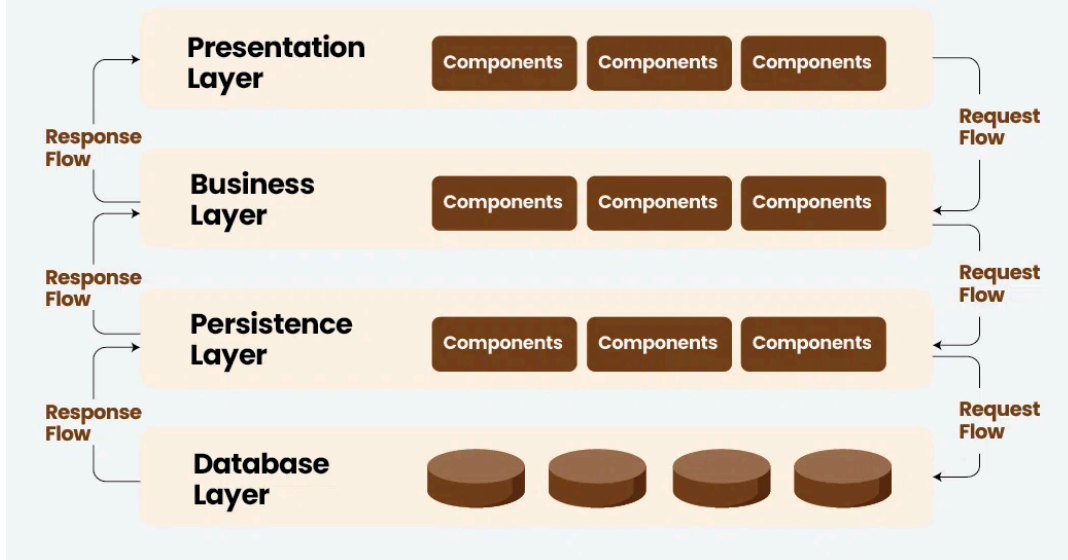 Presentation
Layer
Components
Components
Components
Request
Flow
Response
Flow
Business
Layer
Components
Components
Components
Request
Flow
Response
Flow
Persistence
Layer
Components
Components
Components
Request
Flow
Response
Flow
Database
Layer